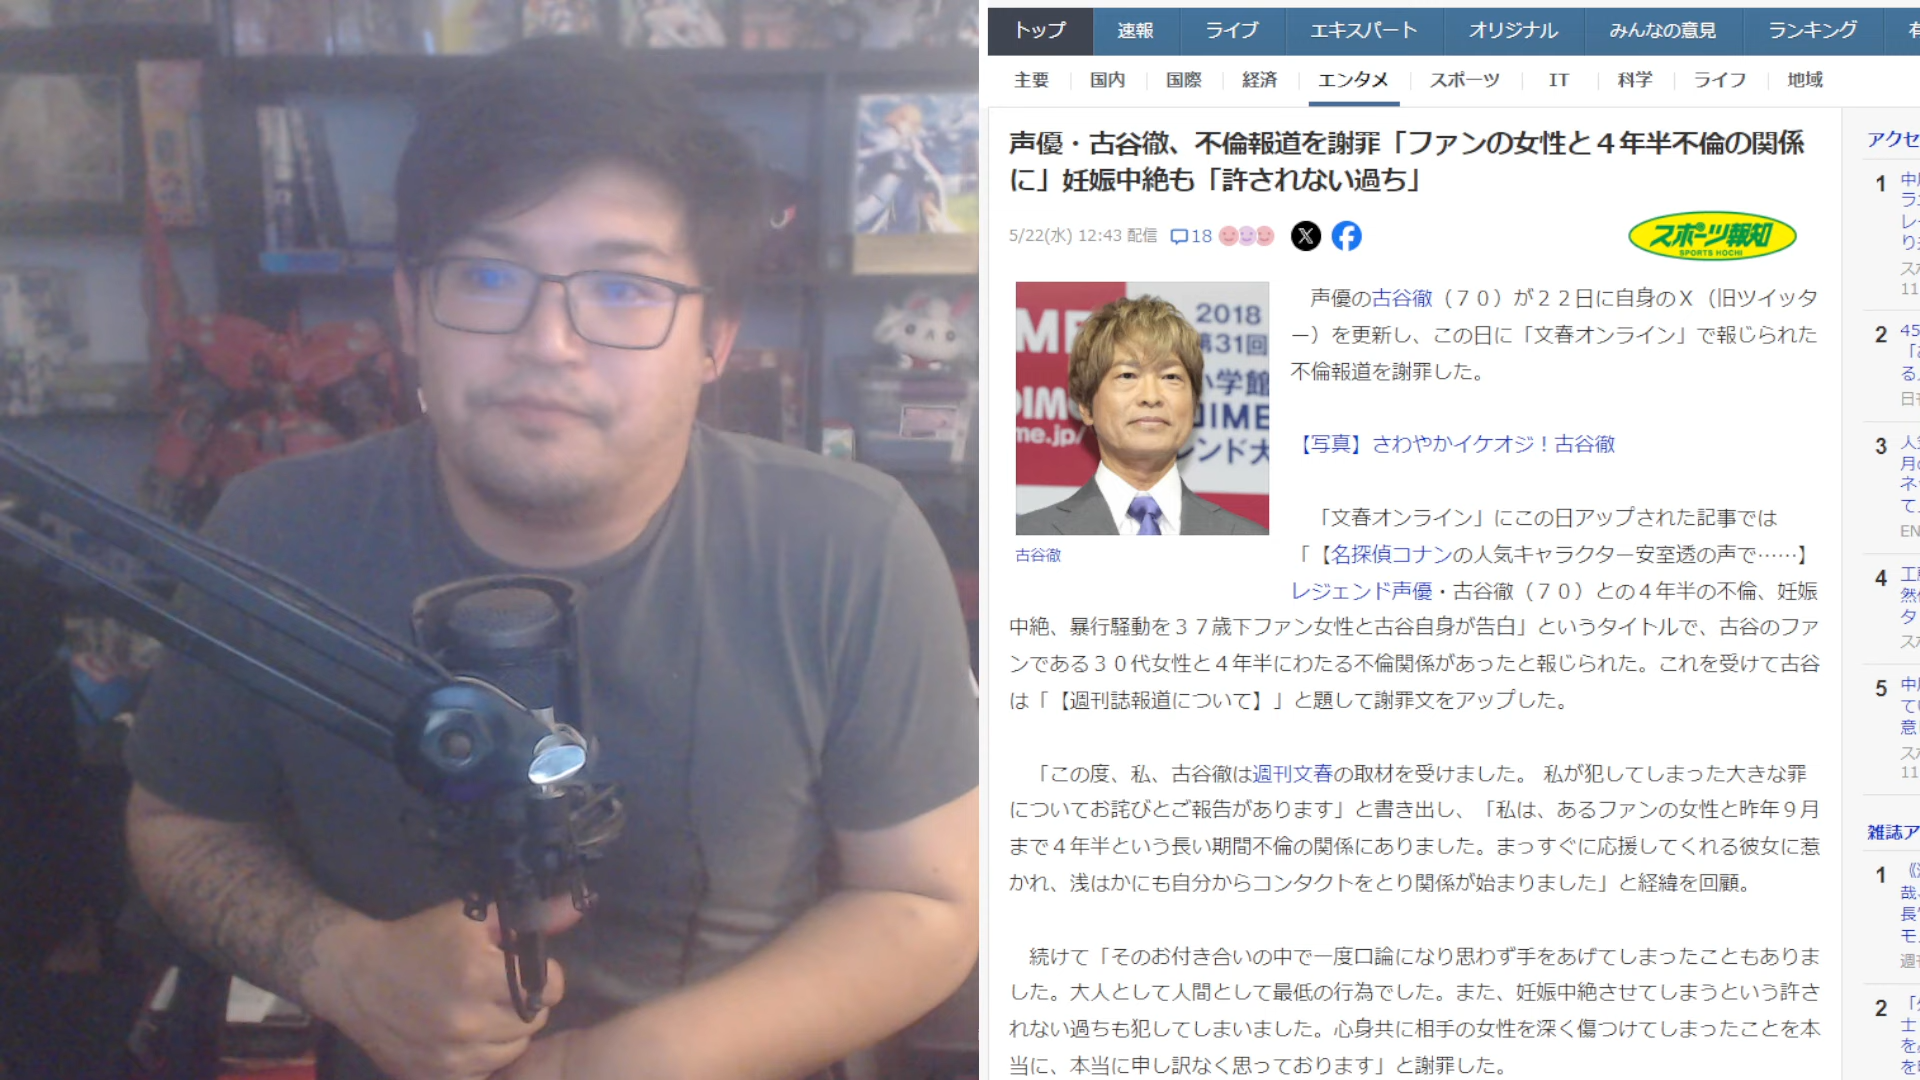 トップ 速報 ライブ エキスパート オリジナル みんなの意見 ランキング 有
主要 国内 国際 経済 エンタメ スポーツ IT 科学 ライフ 地域
声優・古谷徹、不倫報道を謝罪「ファンの女性と４年半不倫の関係
に」妊娠中絶も「許されない過ち」
5/22(水) 12:43 配信 18
スポーツ報知
SPORTS HOCHI
2018
第31回
小学館
DIME
me.jp/
レンド大
古谷徹
声優の古谷徹（７０）が２２日に自身のＸ（旧ツイッタ
ー）を更新し、この日に「文春オンライン」で報じられた
不倫報道を謝罪した。
【写真】さわやかイケオジ！古谷徹
「文春オンライン」にこの日アップされた記事では
「【名探偵コナンの人気キャラクター安室透の声で……】
レジェンド声優・古谷徹（７０）との４年半の不倫、妊娠
中絶、暴行騒動を３７歳下ファン女性と古谷自身が告白」というタイトルで、古谷のファ
ンである３０代女性と４年半にわたる不倫関係があったと報じられた。これを受けて古谷
は「【週刊誌報道について】」と題して謝罪文をアップした。
「この度、私、古谷徹は週刊文春の取材を受けました。 私が犯してしまった大きな罪
についてお詫びとご報告があります」と書き出し、「私は、あるファンの女性と昨年９月
まで４年半という長い期間不倫の関係にありました。まっすぐに応援してくれる彼女に惹
かれ、浅はかにも自分からコンタクトをとり関係が始まりました」と経緯を回顧。
続けて「そのお付き合いの中で一度口論になり思わず手をあげてしまったこともありま
した。大人として人間として最低の行為でした。また、妊娠中絶させてしまうという許さ
れない過ちも犯してしまいました。心身共に相手の女性を深く傷つけてしまったことを本
当に、本当に申し訳なく思っております」と謝罪した。
アクセ
1
2
45
3
4
5
雑誌ア
1
2